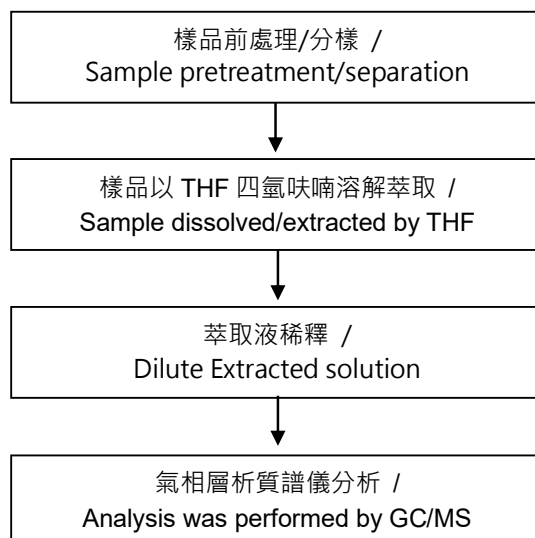 樣品前處理/分樣 /
Sample pretreatment/separation
樣品以 THF 四氫呋喃溶解萃取 /
Sample dissolved/extracted by THF
萃取液稀釋 /
Dilute Extracted solution
氣相層析質譜儀分析 /
Analysis was performed by GC/MS